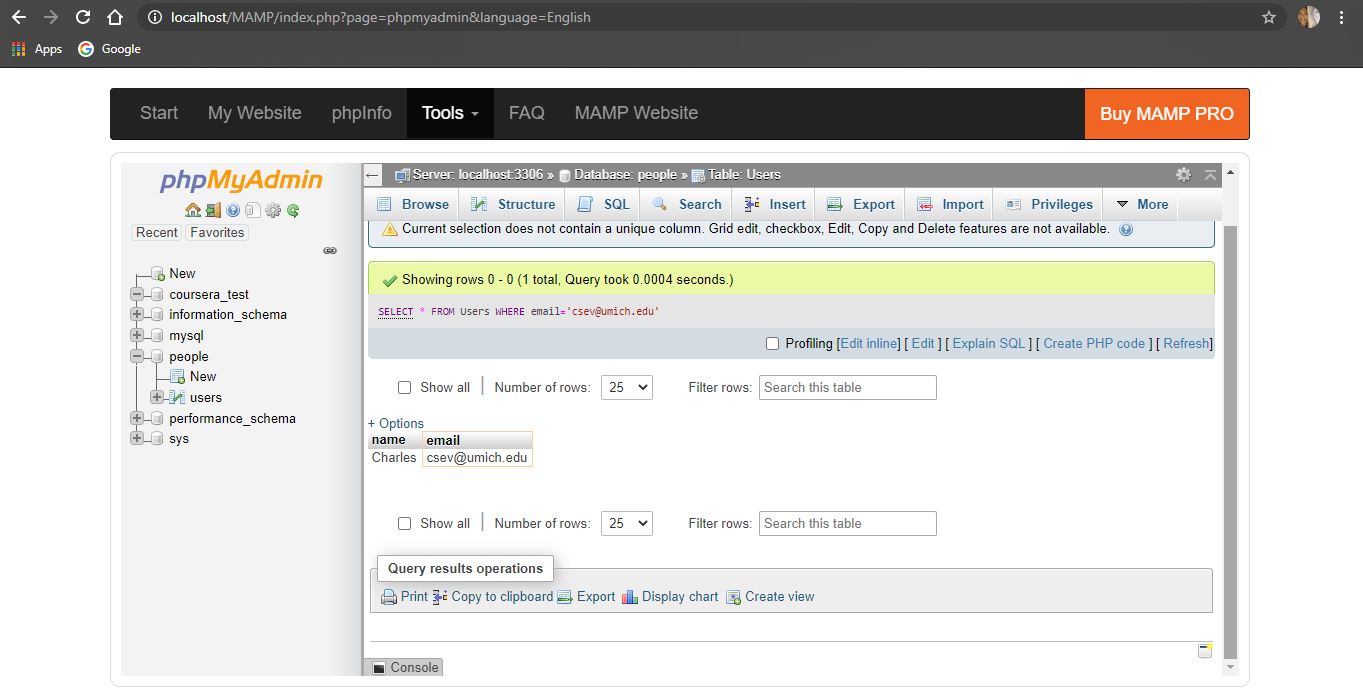 localhost/MAMP/index.php?page=phpmyadmin&language=English
Apps Google
Start My Website phpInfo Tools FAQ MAMP Website Buy MAMP PRO
phpMyAdmin
Recent Favorites
New
coursera_test
information_schema
mysql
people
New
users
performance_schema
sys
Server: localhost:3306 » Database: people » Table: Users
Browse Structure SQL Search Insert Export Import Privileges More
Current selection does not contain a unique column. Grid edit, checkbox, Edit, Copy and Delete features are not available.
Showing rows 0 - 0 (1 total, Query took 0.0004 seconds.)
SELECT * FROM Users WHERE email='csev@umich.edu'
Profiling [Edit inline] [ Edit ] [ Explain SQL ] [ Create PHP code ] [ Refresh]
Show all | Number of rows: 25 Filter rows: Search this table
+ Options
name email
Charles csev@umich.edu
Show all | Number of rows: 25 Filter rows: Search this table
Query results operations
Print Copy to clipboard Export Display chart Create view
Console